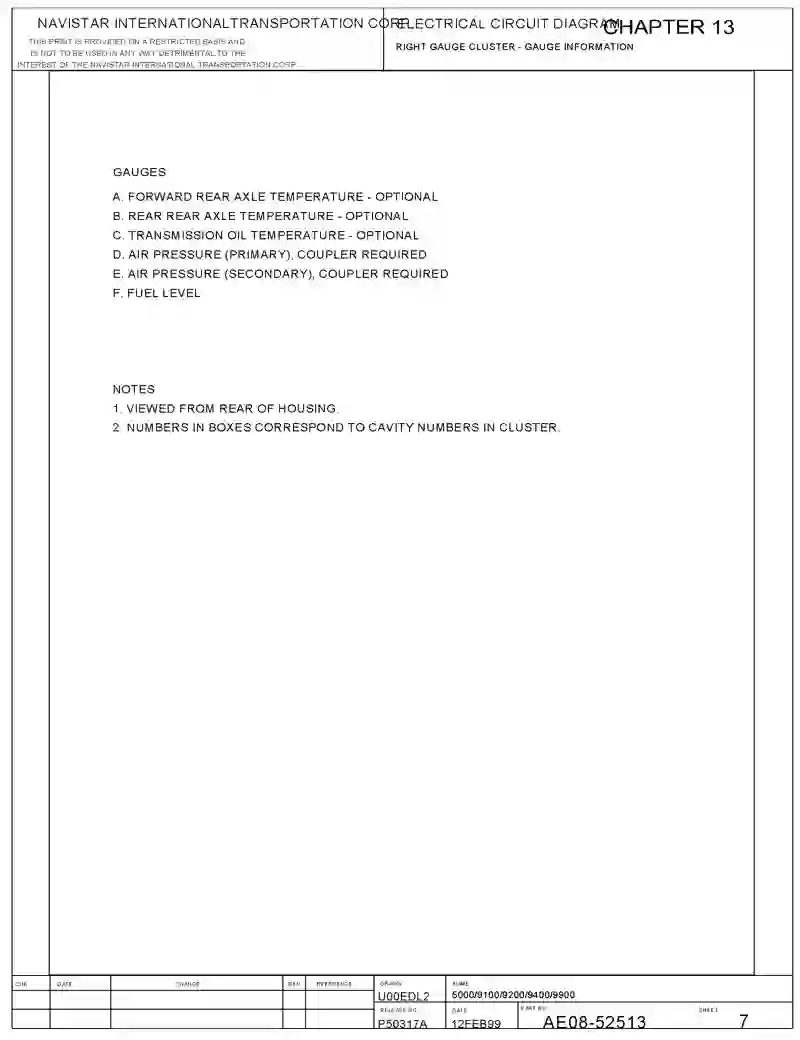 NAVISTAR INTERNATIONALTRANSPORTATION CORP.
THIS PRINT IS PROVIDED ON A RESTRICTED BASIS AND
IS NOT TO BE USED IN ANY WAY DETRIMENTAL TO THE
INTEREST OF THE NAVISTAR INTERNATIONAL TRANSPORTATION CORP.
ELECTRICAL CIRCUIT DIAGRAM
CHAPTER 13
RIGHT GAUGE CLUSTER - GAUGE INFORMATION
GAUGES
A. FORWARD REAR AXLE TEMPERATURE - OPTIONAL
B. REAR REAR AXLE TEMPERATURE - OPTIONAL
C. TRANSMISSION OIL TEMPERATURE - OPTIONAL
D. AIR PRESSURE (PRIMARY), COUPLER REQUIRED
E. AIR PRESSURE (SECONDARY), COUPLER REQUIRED
F. FUEL LEVEL
NOTES
1. VIEWED FROM REAR OF HOUSING.
2. NUMBERS IN BOXES CORRESPOND TO CAVITY NUMBERS IN CLUSTER.
CHK DATE CHANGE REFERENCE
U00EDL2
NAME
5000/9100/9200/9400/9900
RELEASE NO.
P50317A
DATE
12FEB99
PART NO.
AE08-52513
SHEET
7